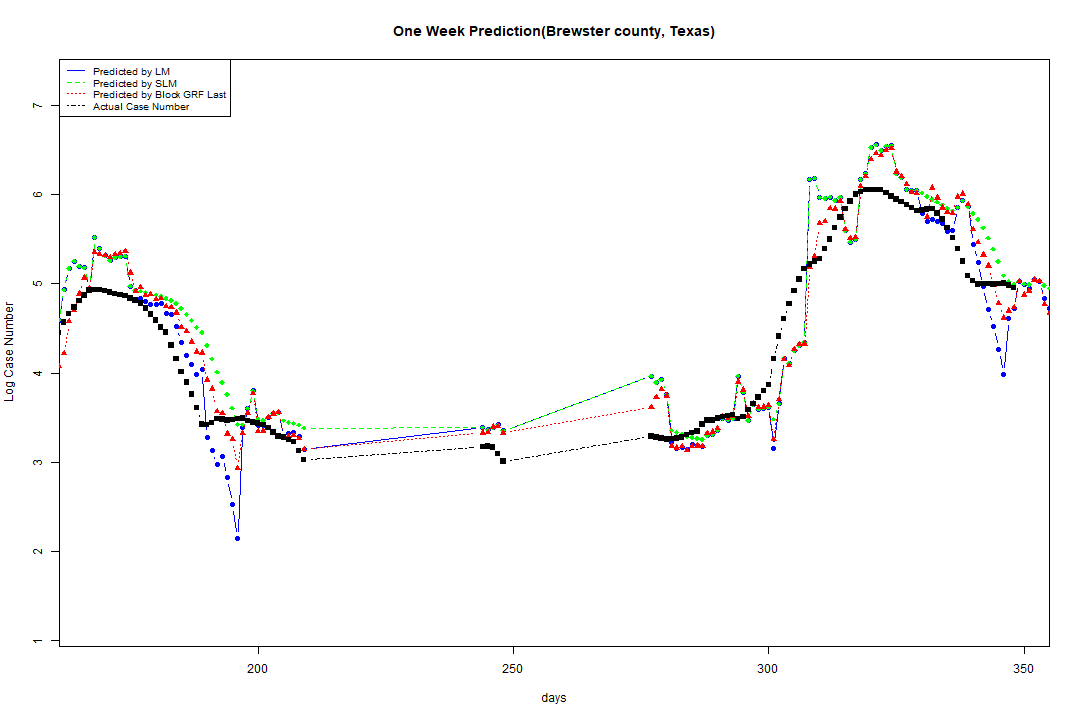 One Week Prediction(Brewster county, Texas)
Predicted by LM
Predicted by SLM
Predicted by Block GRF Last
Actual Case Number
7
6
5
4
3
2
1
Log Case Number
200 250 300 350
days